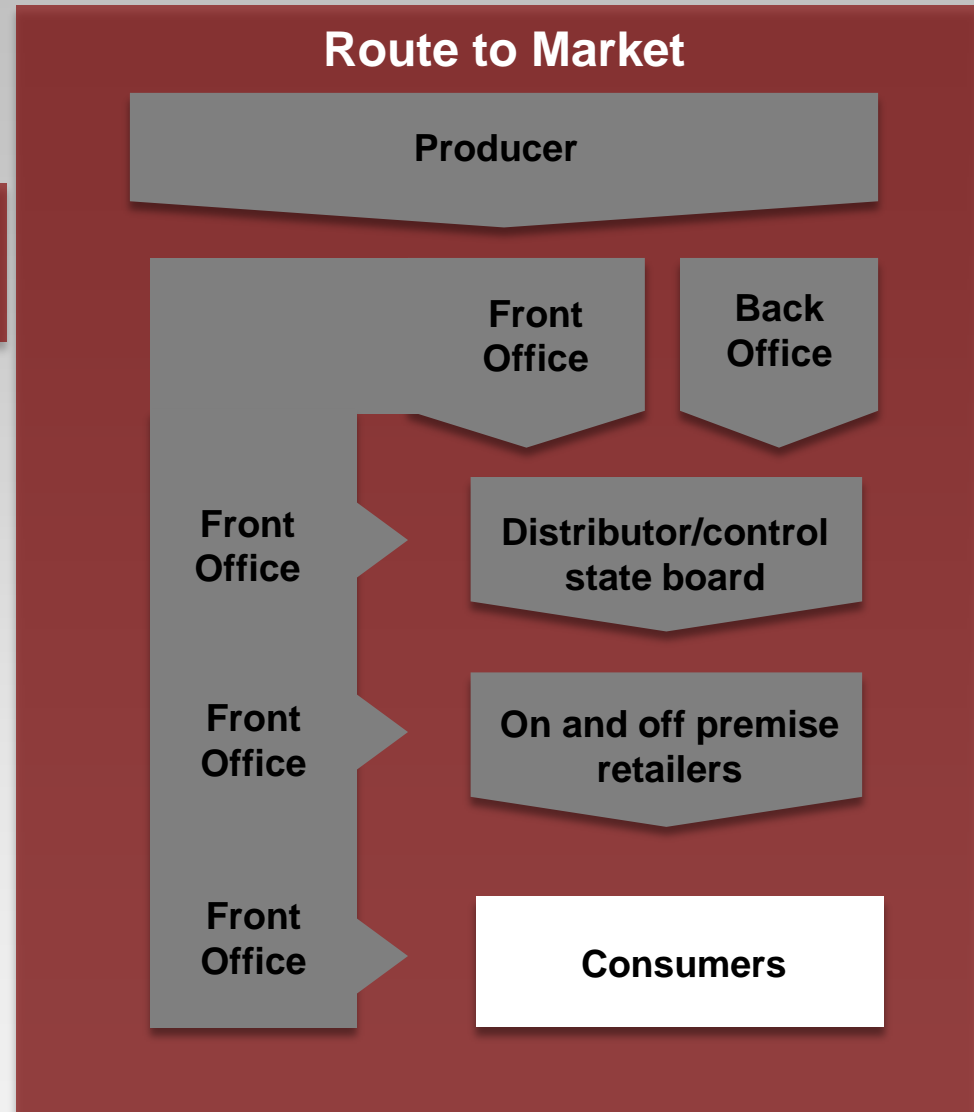 Route to Market
Producer
Front
Office
Back
Office
Front
Office
Distributor/control
state board
Front
Office
On and off premise
retailers
Front
Office
Consumers